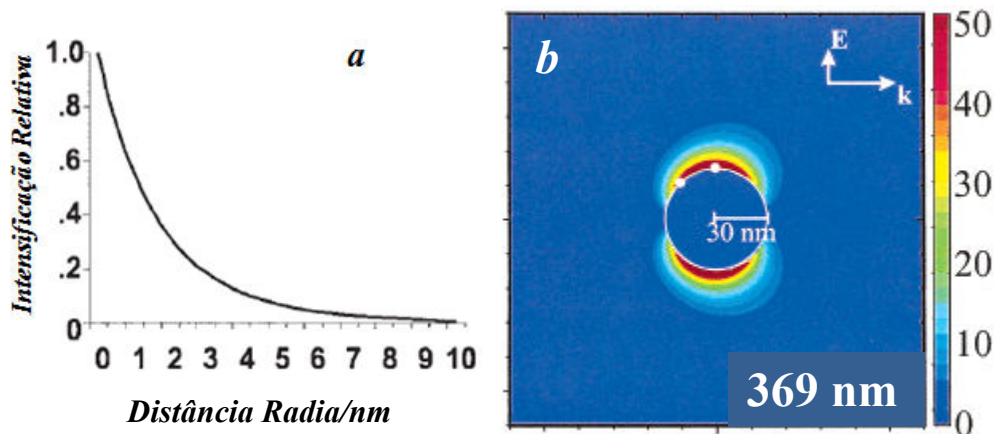 a
Intensificação Relativa
1.0
.8
.6
.4
.2
0
0 1 2 3 4 5 6 7 8 9 10
Distância Radia/nm
b
E
k
30 nm
369 nm
50
40
30
20
10
0